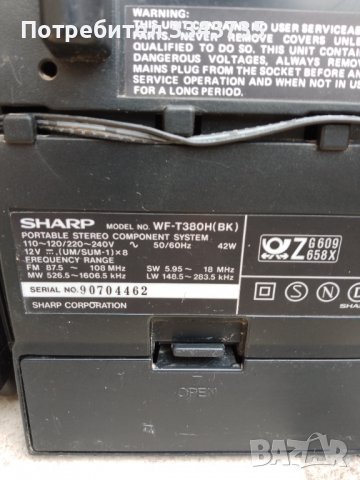 Потребител
WARNING:
THIS UNIT CONTAINS NO
USER SERVICEABLE
PARTS. NEVER REMOVE COVERS UNLESS
QUALIFIED TO DO SO. THIS UNIT CONTAINS
DANGEROUS VOLTAGES, ALWAYS REMOVE
MAINS PLUG FROM THE SOCKET BEFORE ANY
SERVICE OPERATION AND WHEN NOT IN USE
FOR A LONG PERIOD.
SHARP MODEL NO. WF-T380H(BK)
PORTABLE STEREO COMPONENT SYSTEM
110~120/220~240V ∿ 50/60Hz 42W
12V ⎓, (UM/SUM-1)×8
FREQUENCY RANGE
FM 87.5 - 108 MHz SW 5.95 - 18 MHz
MW 526.5-1606.5 kHz LW 148.5-283.5 kHz
SERIAL NO. 90704462
SHARP CORPORATION
Z G609
658X
D S N
OPEN
bazar